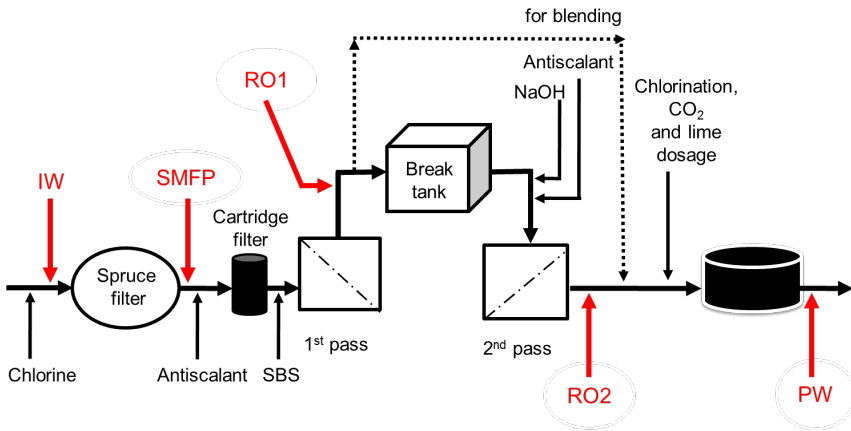 for blending
RO1
Antiscalant
NaOH
Chlorination,
CO₂
and lime
dosage
Break
tank
IW
SMFP
Cartridge
filter
Spruce
filter
1st pass
2nd pass
Chlorine
Antiscalant
SBS
RO2
PW